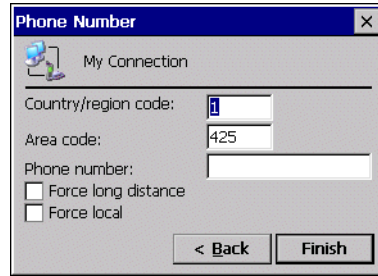 Phone Number
My Connection
Country/region code: 1
Area code: 425
Phone number:
Force long distance
Force local
< Back Finish